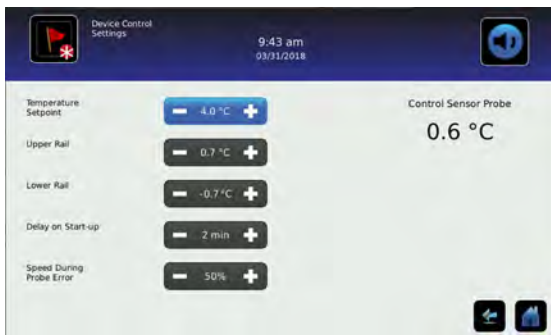 Device Control
Settings
9:43 am
03/31/2018
Temperature
Setpoint
− 4.0 °C +
Control Sensor Probe
0.6 °C
Upper Rail
− 0.7 °C +
Lower Rail
− -0.7 °C +
Delay on Start-up
− 2 min +
Speed During
Probe Error
− 50% +